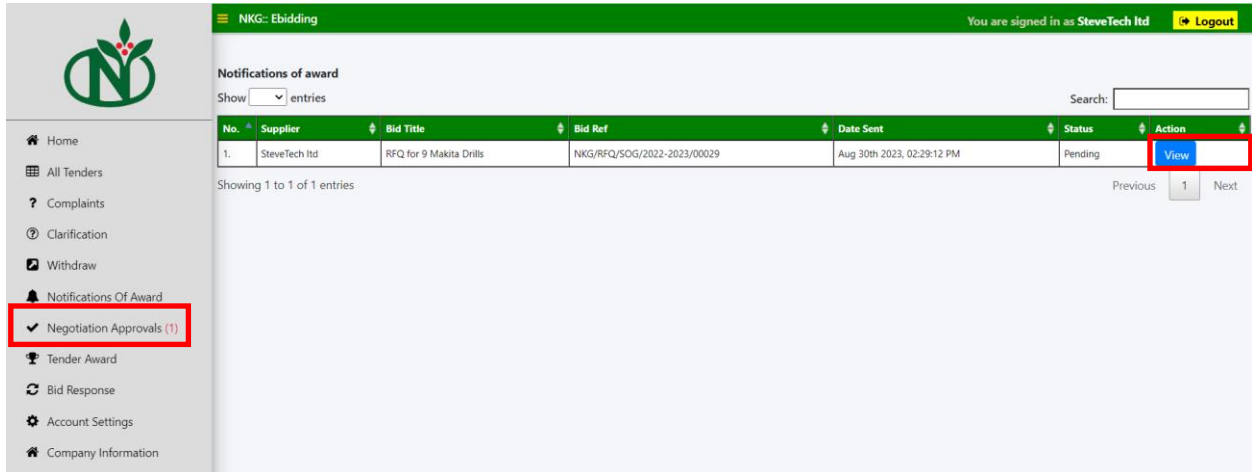 NKG:: Ebidding
You are signed in as SteveTech ltd
Logout
N
Home
All Tenders
Complaints
Clarification
Withdraw
Notifications Of Award
Negotiation Approvals (1)
Tender Award
Bid Response
Account Settings
Company Information
Notifications of award
Show entries
Search:
No. Supplier Bid Title Bid Ref Date Sent Status Action
1. SteveTech ltd RFQ for 9 Makita Drills NKG/RFQ/SOG/2022-2023/00029 Aug 30th 2023, 02:29:12 PM Pending View
Showing 1 to 1 of 1 entries
Previous 1 Next